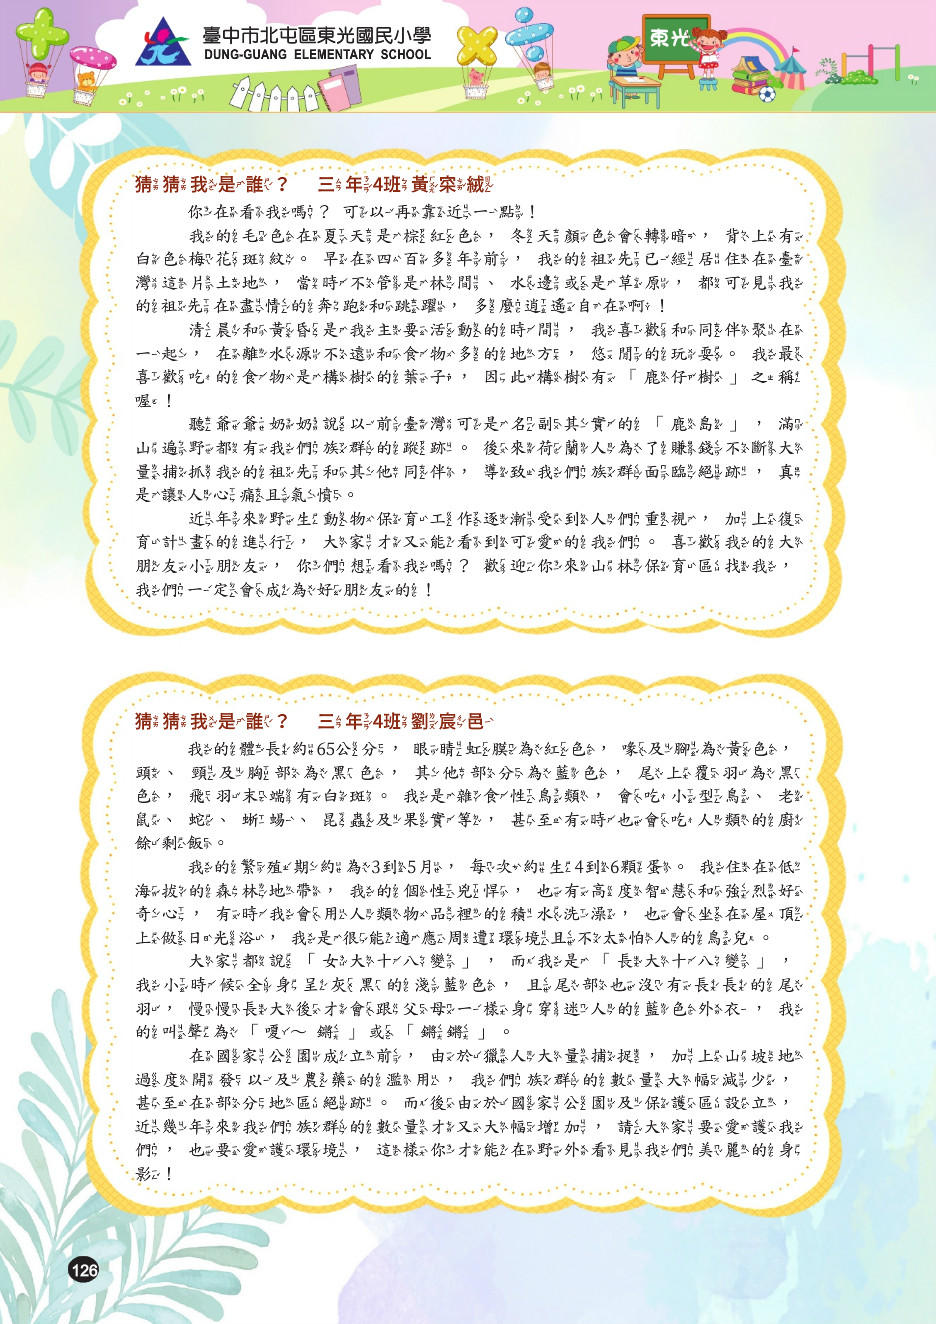 臺中市北屯區東光國民小學
DUNG-GUANG ELEMENTARY SCHOOL
東光
猜猜我是誰? 三年4班 黃寀絨
你在看我嗎? 可以再靠近一點!
我的毛色在夏天是棕紅色, 冬天顏色會轉暗, 背上有
白色梅花斑紋。 早在四百多年前, 我的祖先已經居住在臺
灣這片土地, 當時不管是林間、 水邊或是草原, 都可見我
的祖先在盡情的奔跑和跳躍, 多麼逍遙自在啊!
清晨和黃昏是我主要活動的時間, 我喜歡和同伴聚在
一起, 在離水源不遠和食物多的地方, 悠閒的玩耍。 我最
喜歡吃的食物是構樹的葉子, 因此構樹有「鹿仔樹」之稱
喔!
聽爺爺奶奶說以前臺灣可是名副其實的「鹿島」, 滿
山遍野都有我們族群的蹤跡。 後來荷蘭人為了賺錢不斷大
量捕抓我的祖先和其他同伴, 導致我們族群面臨絕跡, 真
是讓人心痛且氣憤。
近年來野生動物保育工作逐漸受到人們重視, 加上復
育計畫的進行, 大家才又能看到可愛的我們。 喜歡我的大
朋友小朋友, 你們想看我嗎? 歡迎你來山林保育區找我,
我們一定會成為好朋友的!
猜猜我是誰? 三年4班 劉宸邑
我的體長約65公分, 眼睛虹膜為紅色, 喙及腳為黃色,
頭、 頸及胸部為黑色, 其他部分為藍色, 尾上覆羽為黑
色, 飛羽末端有白斑。 我是雜食性鳥類, 會吃小型鳥、 老
鼠、 蛇、 蜥蜴、 昆蟲及果實等, 甚至有時也會吃人類的廚
餘剩飯。
我的繁殖期約為3到5月, 每次約生4到6顆蛋。 我住在低
海拔的森林地帶, 我的個性兇悍, 也有高度智慧和強烈好
奇心, 有時我會用人類物品裡的積水洗澡, 也會坐在屋頂
上做日光浴, 我是很能適應周遭環境且不太怕人的鳥兒。
大家都說「女大十八變」, 而我是「長大十八變」,
我小時候全身呈灰黑的淺藍色, 且尾部也沒有長長的尾
羽, 慢慢長大後才會跟父母一樣身穿迷人的藍色外衣, 我
的叫聲為「嘎~ 鏘」或「鏘鏘」。
在國家公園成立前, 由於獵人大量捕捉, 加上山坡地
過度開發以及農藥的濫用, 我們族群的數量大幅減少,
甚至在部分地區絕跡。 而後由於國家公園及保護區設立,
近幾年來我們族群的數量才又大幅增加, 請大家要愛護我
們, 也要愛護環境, 這樣你才能在野外看見我們美麗的身
影!
126